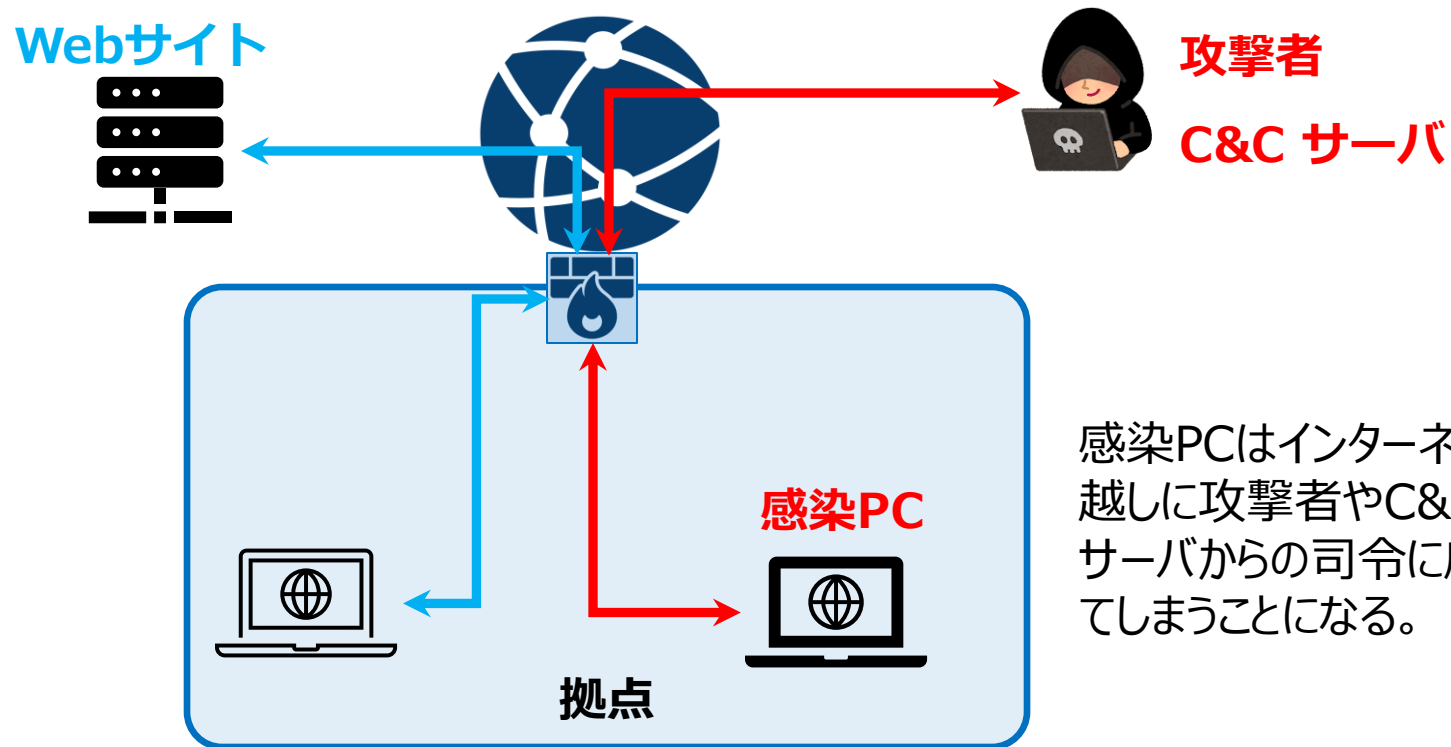 Webサイト
攻撃者
C&C サーバ
感染PC
拠点
感染PCはインターネ
越しに攻撃者やC&
サーバからの司令に
てしまうことになる。